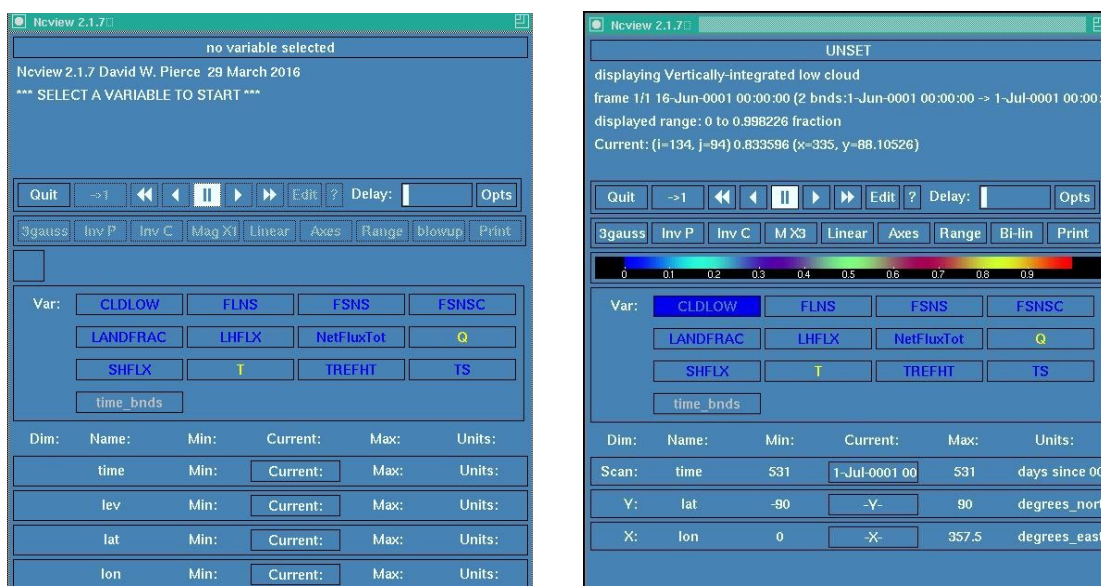 Ncview 2.1.7
no variable selected
Ncview 2.1.7 David W. Pierce 29 March 2016
*** SELECT A VARIABLE TO START ***
Quit ->1 Edit ? Delay: Opts
3gauss Inv P Inv C Mag X1 Linear Axes Range blowup Print
Var: CLDLOW FLNS FSNS FSNSC
LANDFRAC LHFLX NetFluxTot Q
SHFLX T TREFHT TS
time_bnds
Dim: Name: Min: Current: Max: Units:
time Min: Current: Max: Units:
lev Min: Current: Max: Units:
lat Min: Current: Max: Units:
lon Min: Current: Max: Units:
Ncview 2.1.7
UNSET
displaying Vertically-integrated low cloud
frame 1/1 16-Jun-0001 00:00:00 (2 bnds:1-Jun-0001 00:00:00 -> 1-Jul-0001 00:00:
displayed range: 0 to 0.998226 fraction
Current: (i=134, j=94) 0.833596 (x=335, y=88.10526)
Quit ->1 Edit ? Delay: Opts
3gauss Inv P Inv C M X3 Linear Axes Range Bi-lin Print
0 0.1 0.2 0.3 0.4 0.5 0.6 0.7 0.8 0.9
Var: CLDLOW FLNS FSNS FSNSC
LANDFRAC LHFLX NetFluxTot Q
SHFLX T TREFHT TS
time_bnds
Dim: Name: Min: Current: Max: Units:
Scan: time 531 1-Jul-0001 00 531 days since 00
Y: lat -90 -Y- 90 degrees_nort
X: lon 0 -X- 357.5 degrees_east